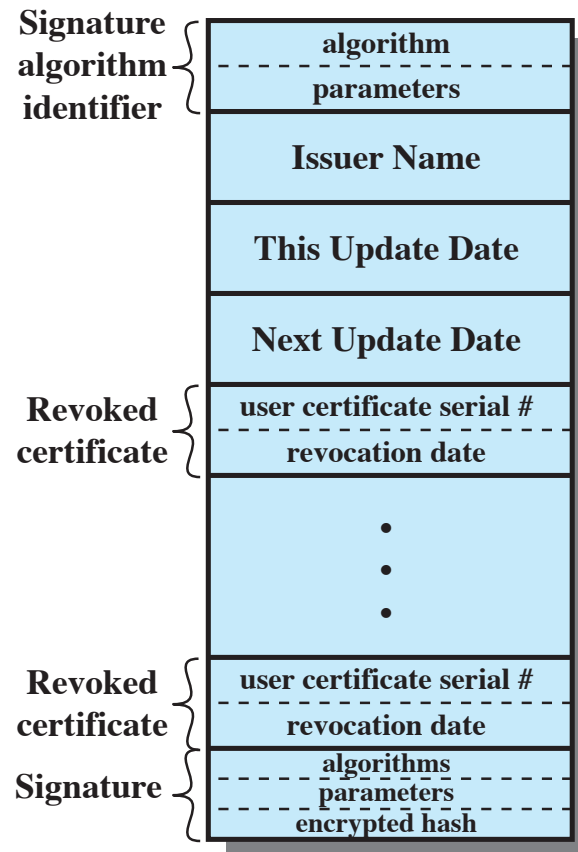 Signature
algorithm
identifier
algorithm
parameters
Issuer Name
This Update Date
Next Update Date
Revoked
certificate
user certificate serial #
revocation date
Revoked
certificate
user certificate serial #
revocation date
Signature
algorithms
parameters
encrypted hash